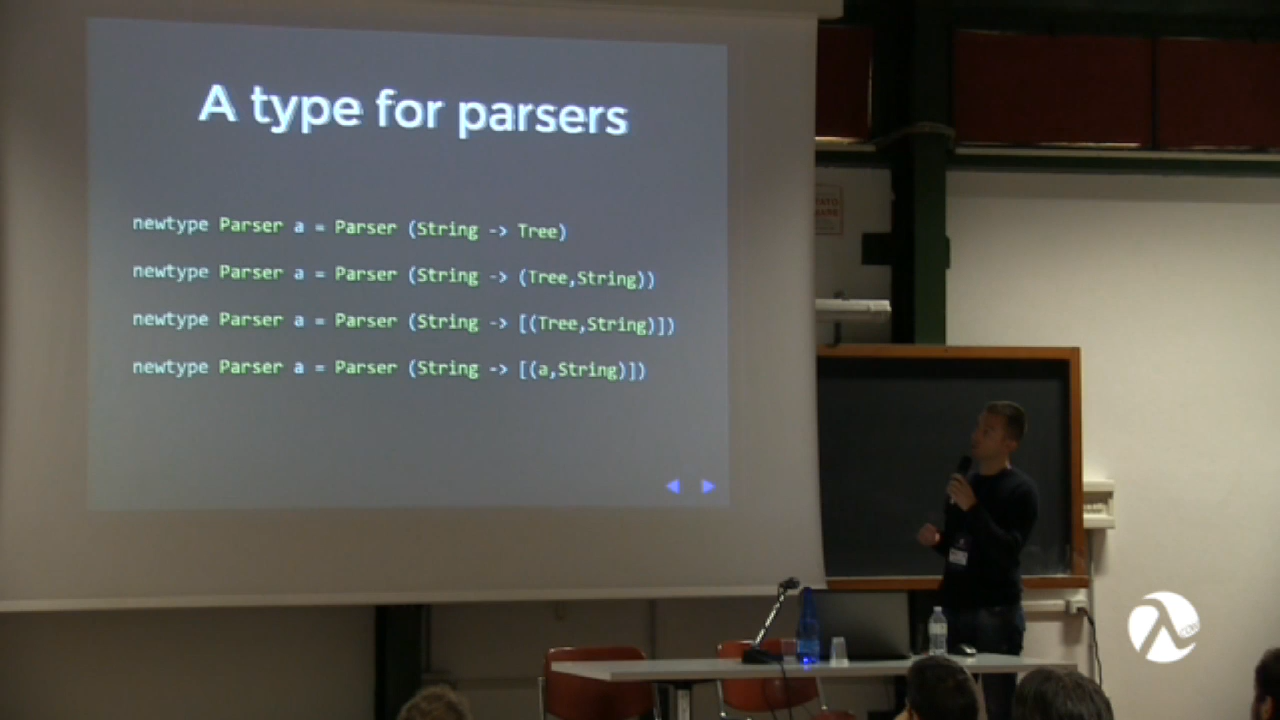 A type for parsers
newtype Parser a = Parser (String -> Tree)
newtype Parser a = Parser (String -> (Tree,String))
newtype Parser a = Parser (String -> [(Tree,String)])
newtype Parser a = Parser (String -> [(a,String)])
λ